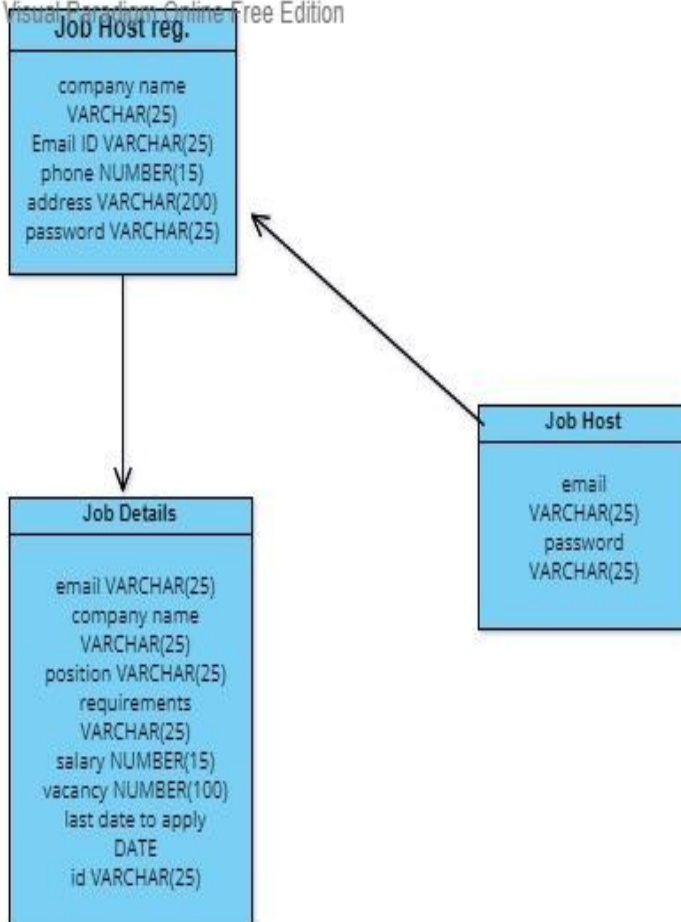 Visual Paradigm Online Free Edition
Job Host reg.
company name
VARCHAR(25)
Email ID VARCHAR(25)
phone NUMBER(15)
address VARCHAR(200)
password VARCHAR(25)
Job Host
email
VARCHAR(25)
password
VARCHAR(25)
Job Details
email VARCHAR(25)
company name
VARCHAR(25)
position VARCHAR(25)
requirements
VARCHAR(25)
salary NUMBER(15)
vacancy NUMBER(100)
last date to apply
DATE
id VARCHAR(25)